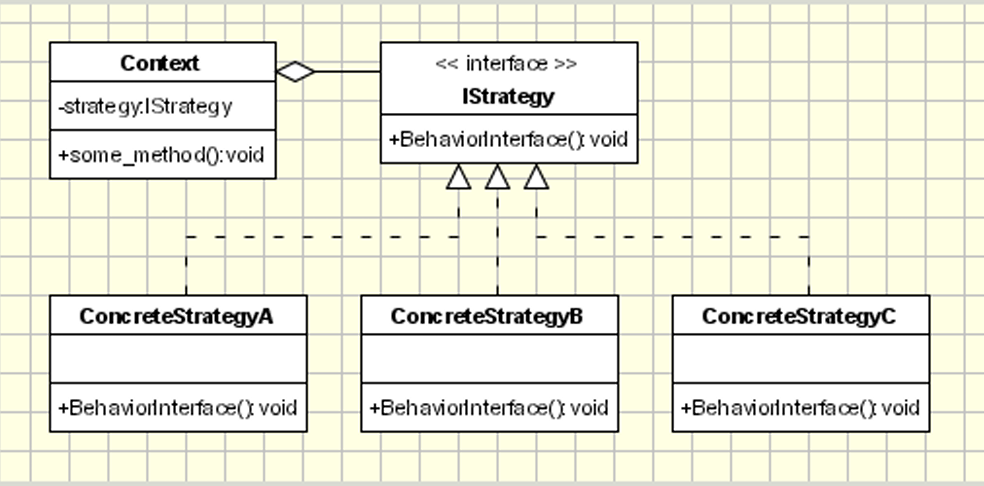 Context
-strategy:IStrategy
+some_method():void
<< interface >>
IStrategy
+BehaviorInterface(): void
ConcreteStrategyA
+BehaviorInterface(): void
ConcreteStrategyB
+BehaviorInterface(): void
ConcreteStrategyC
+BehaviorInterface(): void